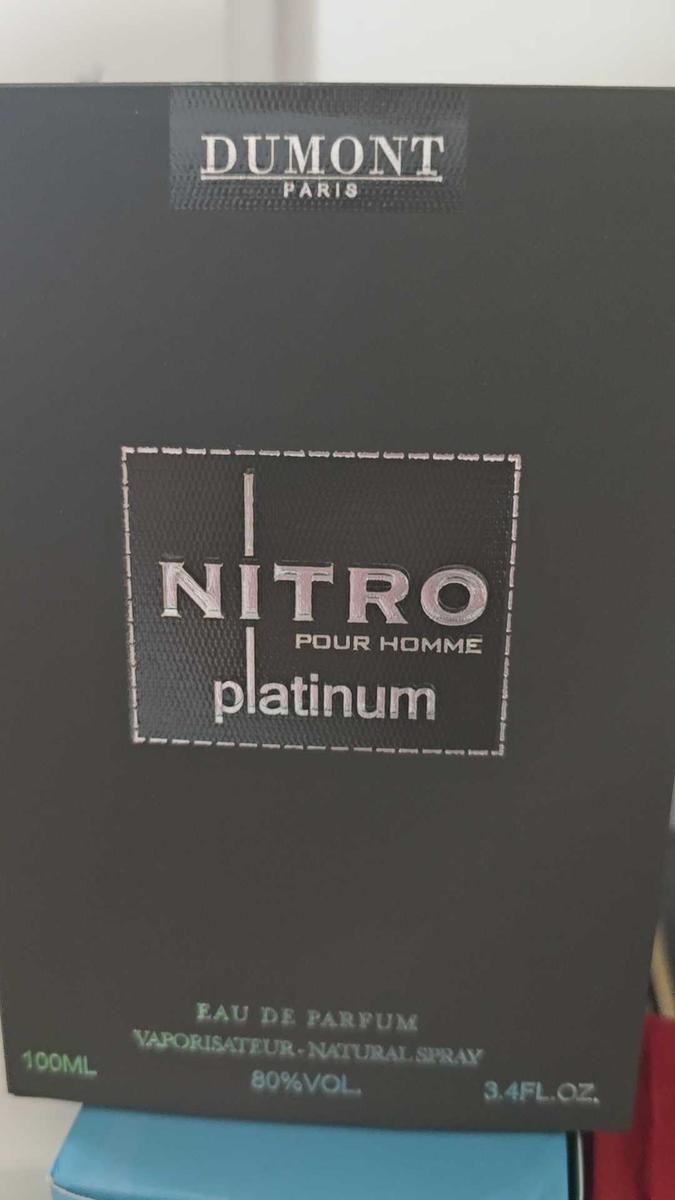 DUMONT
PARIS
NITRO
POUR HOMME
platinum
EAU DE PARFUM
VAPORISATEUR - NATURAL SPRAY
100ML
80%VOL.
3.4FL.OZ.